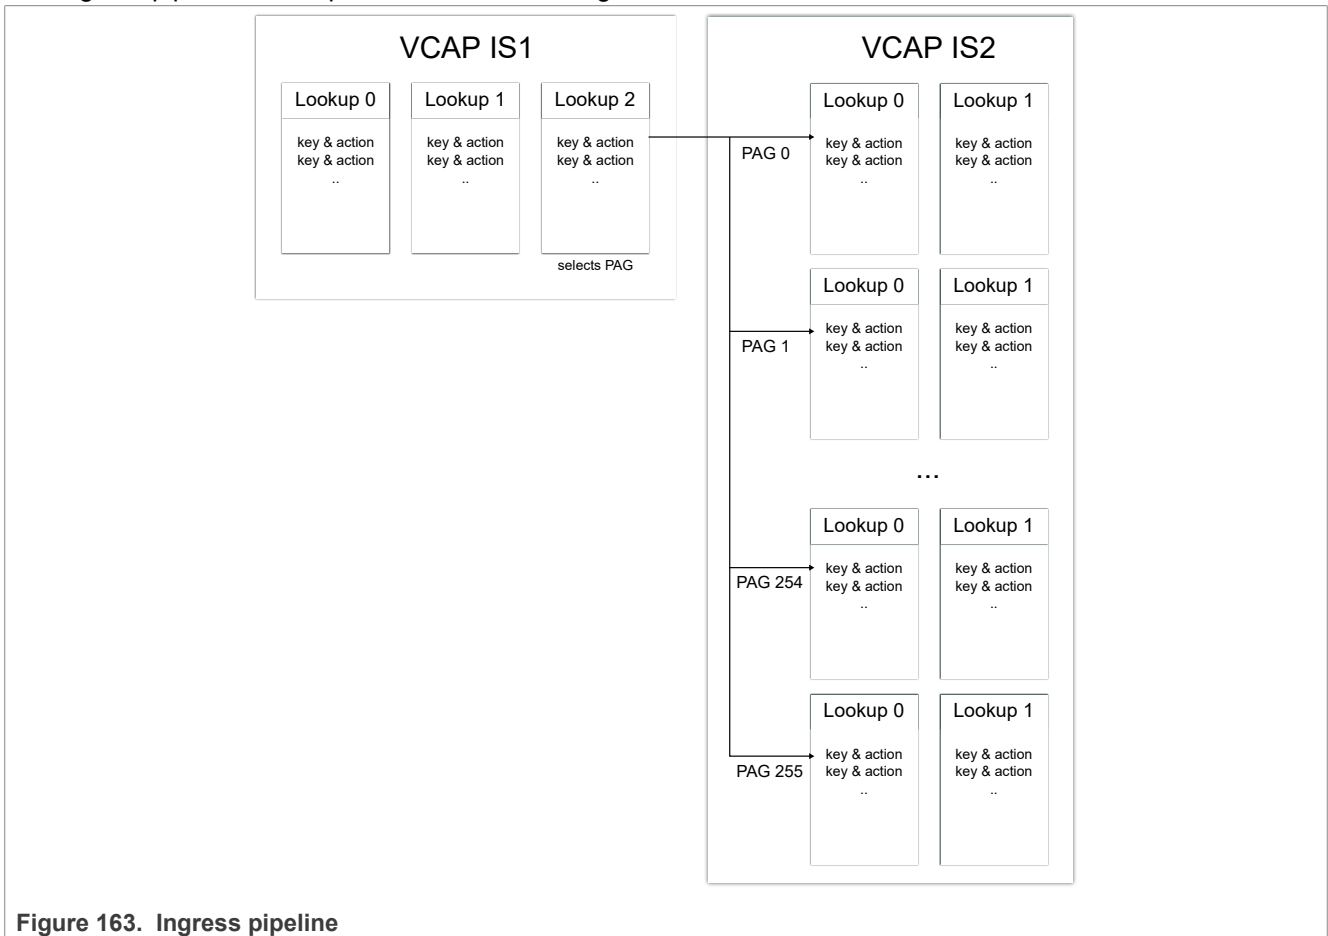 VCAP IS1
Lookup 0
key & action
key & action
..
Lookup 1
key & action
key & action
..
Lookup 2
key & action
key & action
..
selects PAG
VCAP IS2
PAG 0
Lookup 0
key & action
key & action
..
Lookup 1
key & action
key & action
..
PAG 1
Lookup 0
key & action
key & action
..
Lookup 1
key & action
key & action
..
...
PAG 254
Lookup 0
key & action
key & action
..
Lookup 1
key & action
key & action
..
PAG 255
Lookup 0
key & action
key & action
..
Lookup 1
key & action
key & action
..
Figure 163. Ingress pipeline